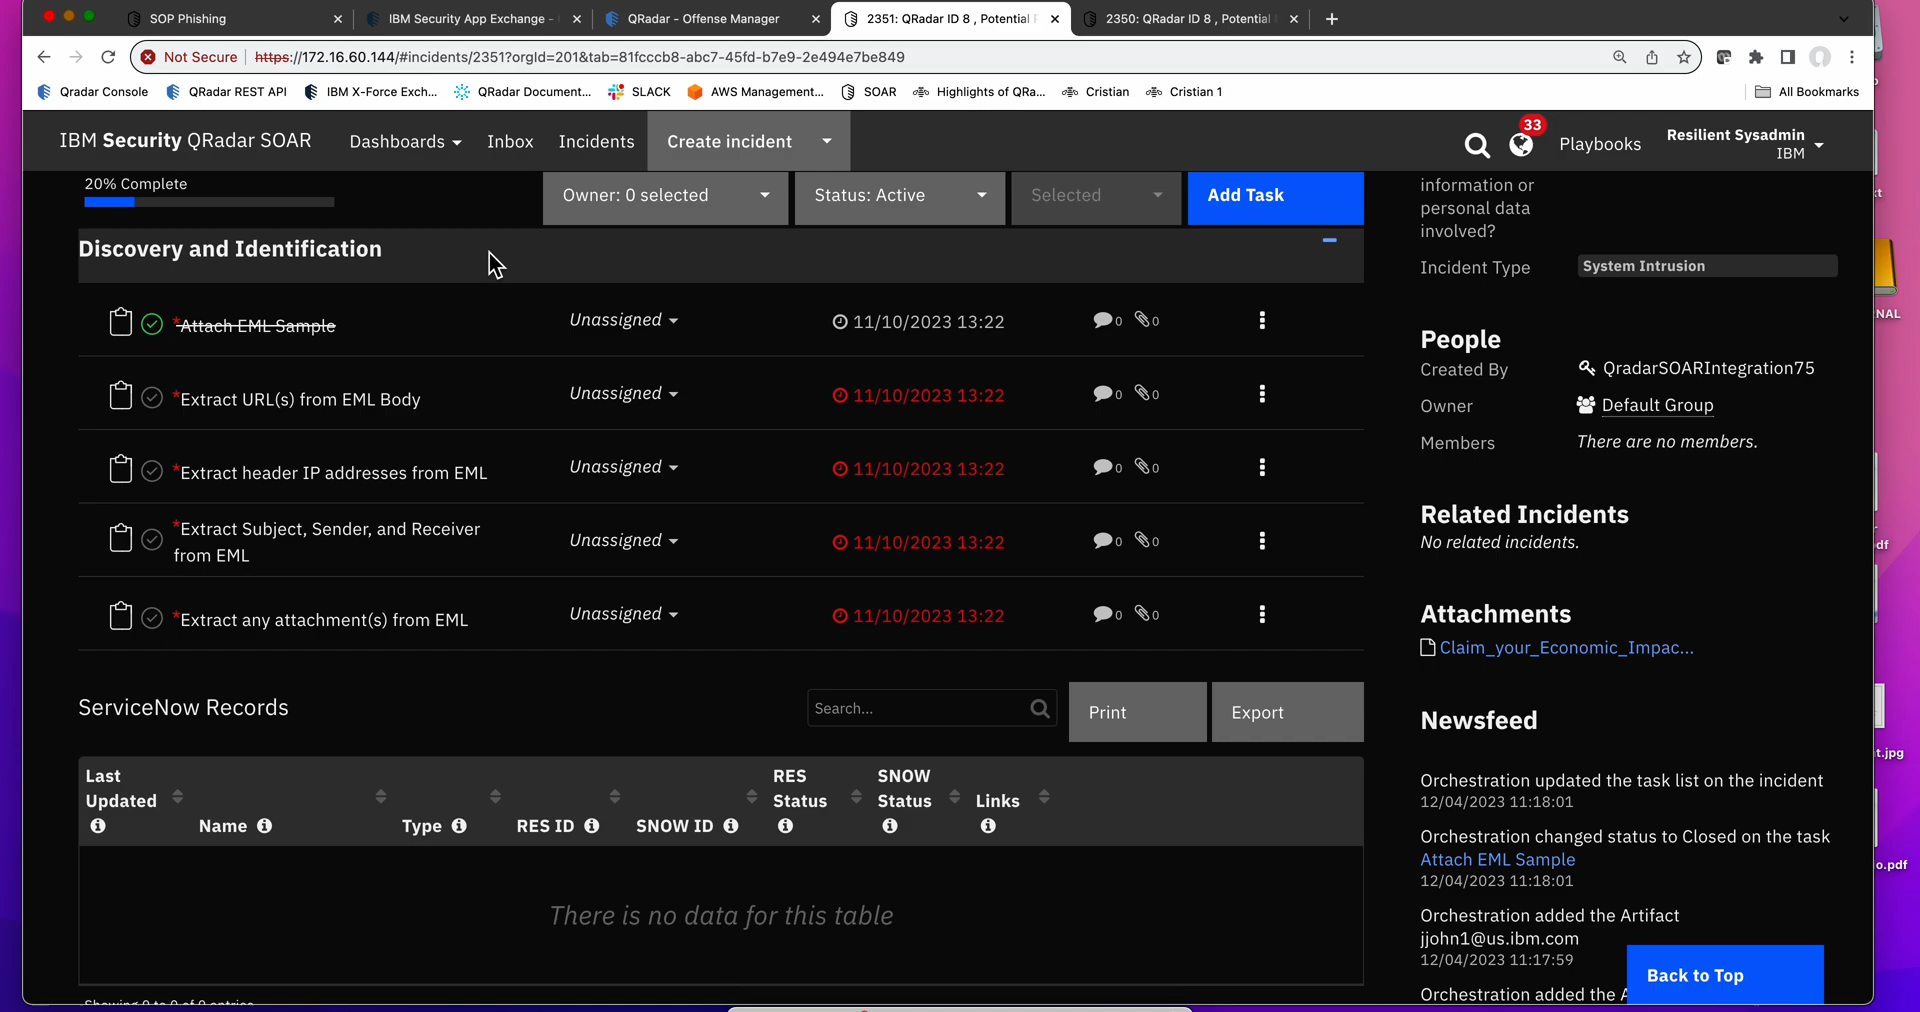 SOP Phishing
IBM Security App Exchange -
QRadar - Offense Manager
2351: QRadar ID 8 , Potential
2350: QRadar ID 8 , Potential
Not Secure
https://172.16.60.144/#incidents/2351?orgId=201&tab=81fcccb8-abc7-45fd-b7e9-2e494e7be849
Qradar Console
QRadar REST API
IBM X-Force Exch...
QRadar Document...
SLACK
AWS Management...
SOAR
Highlights of QRa...
Cristian
Cristian 1
All Bookmarks
IBM Security QRadar SOAR
Dashboards
Inbox
Incidents
Create incident
33
Playbooks
Resilient Sysadmin
IBM
20% Complete
Owner: 0 selected
Status: Active
Selected
Add Task
Discovery and Identification
*Attach EML Sample
Unassigned
11/10/2023 13:22
0
0
*Extract URL(s) from EML Body
Unassigned
11/10/2023 13:22
0
0
*Extract header IP addresses from EML
Unassigned
11/10/2023 13:22
0
0
*Extract Subject, Sender, and Receiver
from EML
Unassigned
11/10/2023 13:22
0
0
*Extract any attachment(s) from EML
Unassigned
11/10/2023 13:22
0
0
ServiceNow Records
Search...
Print
Export
Last
Updated
Name
Type
RES ID
SNOW ID
RES
Status
SNOW
Status
Links
There is no data for this table
Showing 0 to 0 of 0 entries
information or
personal data
involved?
Incident Type
System Intrusion
People
Created By
QradarSOARIntegration75
Owner
Default Group
Members
There are no members.
Related Incidents
No related incidents.
Attachments
Claim_your_Economic_Impac...
Newsfeed
Orchestration updated the task list on the incident
12/04/2023 11:18:01
Orchestration changed status to Closed on the task
Attach EML Sample
12/04/2023 11:18:01
Orchestration added the Artifact
jjohn1@us.ibm.com
12/04/2023 11:17:59
Orchestration added the A
Back to Top
NAL
df
t.jpg
o.pdf